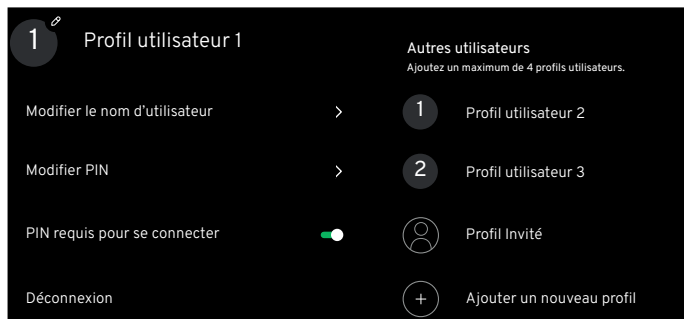 1
Profil utilisateur 1
Modifier le nom d’utilisateur
Modifier PIN
PIN requis pour se connecter
Déconnexion
Autres utilisateurs
Ajoutez un maximum de 4 profils utilisateurs.
1
Profil utilisateur 2
2
Profil utilisateur 3
Profil Invité
Ajouter un nouveau profil